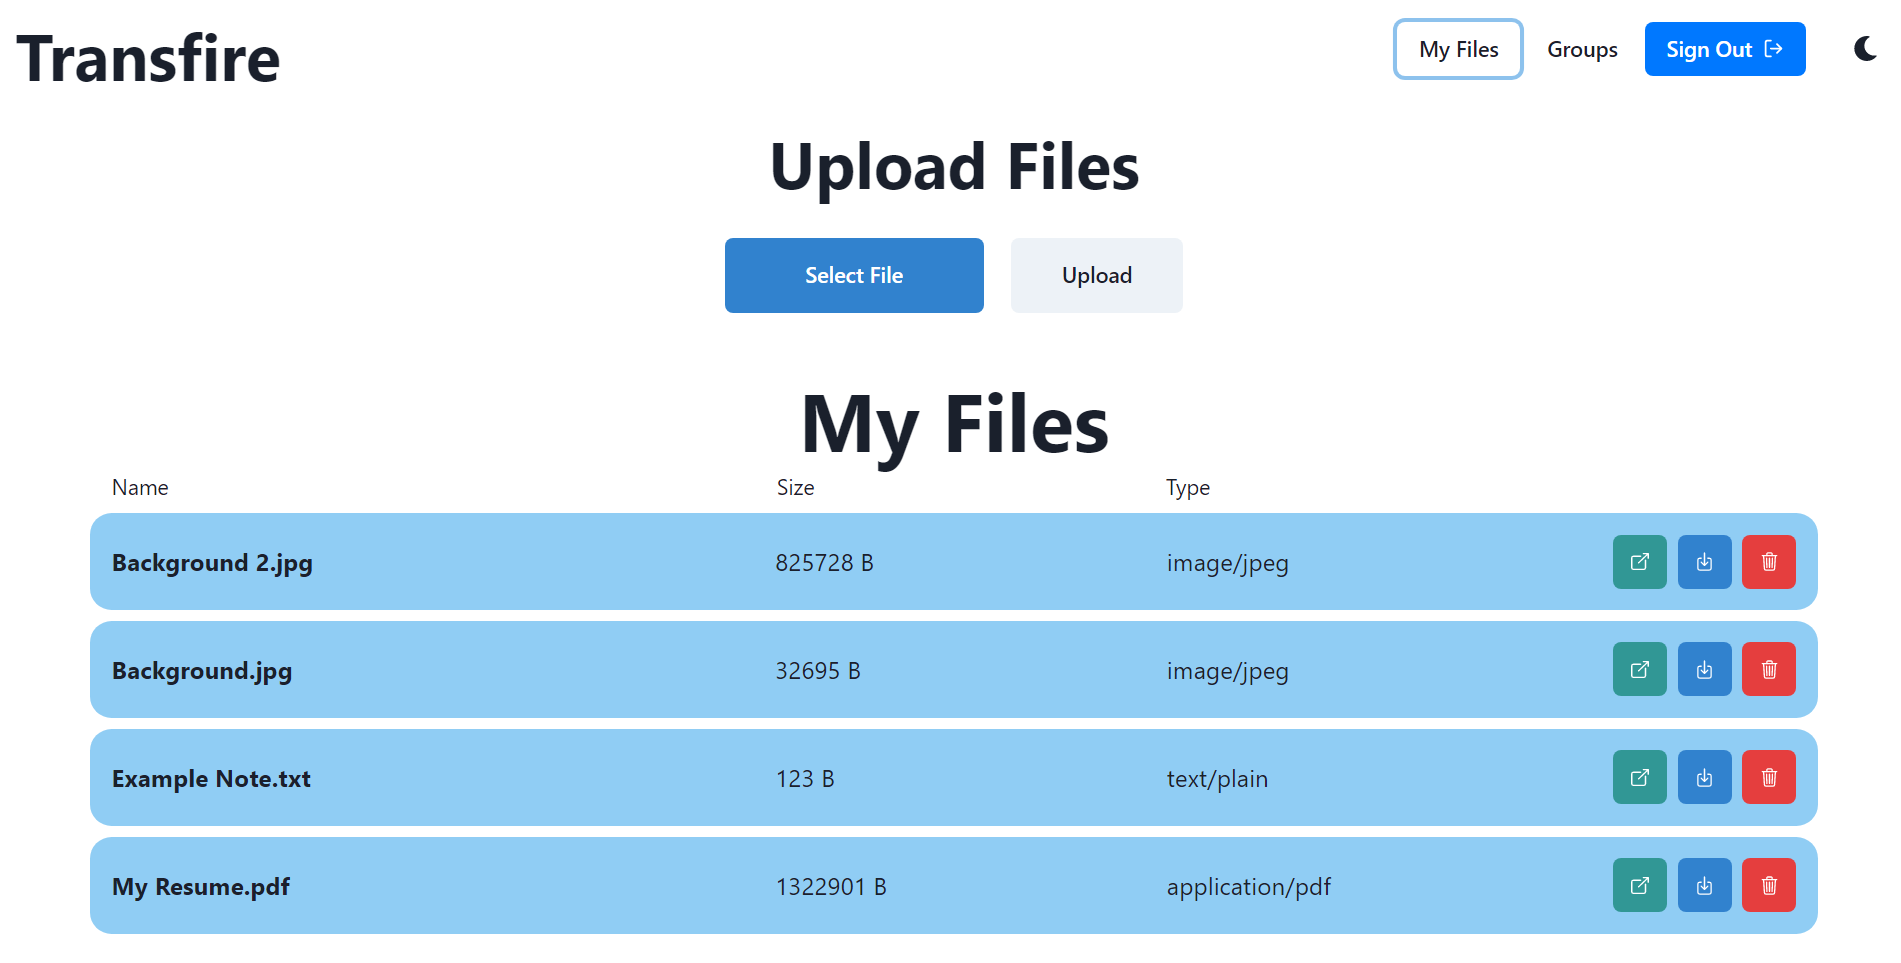 Transfire
My Files Groups Sign Out
Upload Files
Select File Upload
My Files
Name Size Type
Background 2.jpg 825728 B image/jpeg
Background.jpg 32695 B image/jpeg
Example Note.txt 123 B text/plain
My Resume.pdf 1322901 B application/pdf